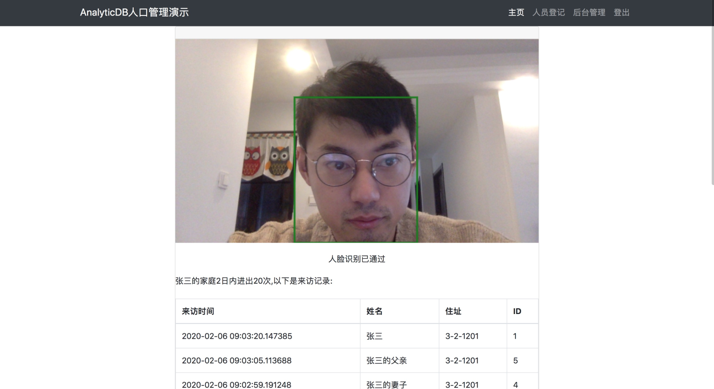 AnalyticDB人口管理演示 主页 人员登记 后台管理 登出
人脸识别已通过
张三的家庭2日内进出20次,以下是来访记录:
来访时间 姓名 住址 ID
2020-02-06 09:03:20.147385 张三 3-2-1201 1
2020-02-06 09:03:05.113688 张三的父亲 3-2-1201 5
2020-02-06 09:02:59.191248 张三的妻子 3-2-1201 4